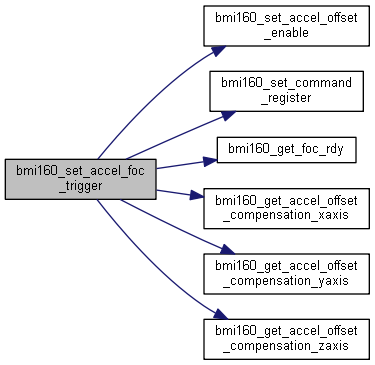 bmi160_set_accel_offset
_enable
bmi160_set_command
_register
bmi160_get_foc_rdy
bmi160_set_accel_foc
_trigger
bmi160_get_accel_offset
_compensation_xaxis
bmi160_get_accel_offset
_compensation_yaxis
bmi160_get_accel_offset
_compensation_zaxis